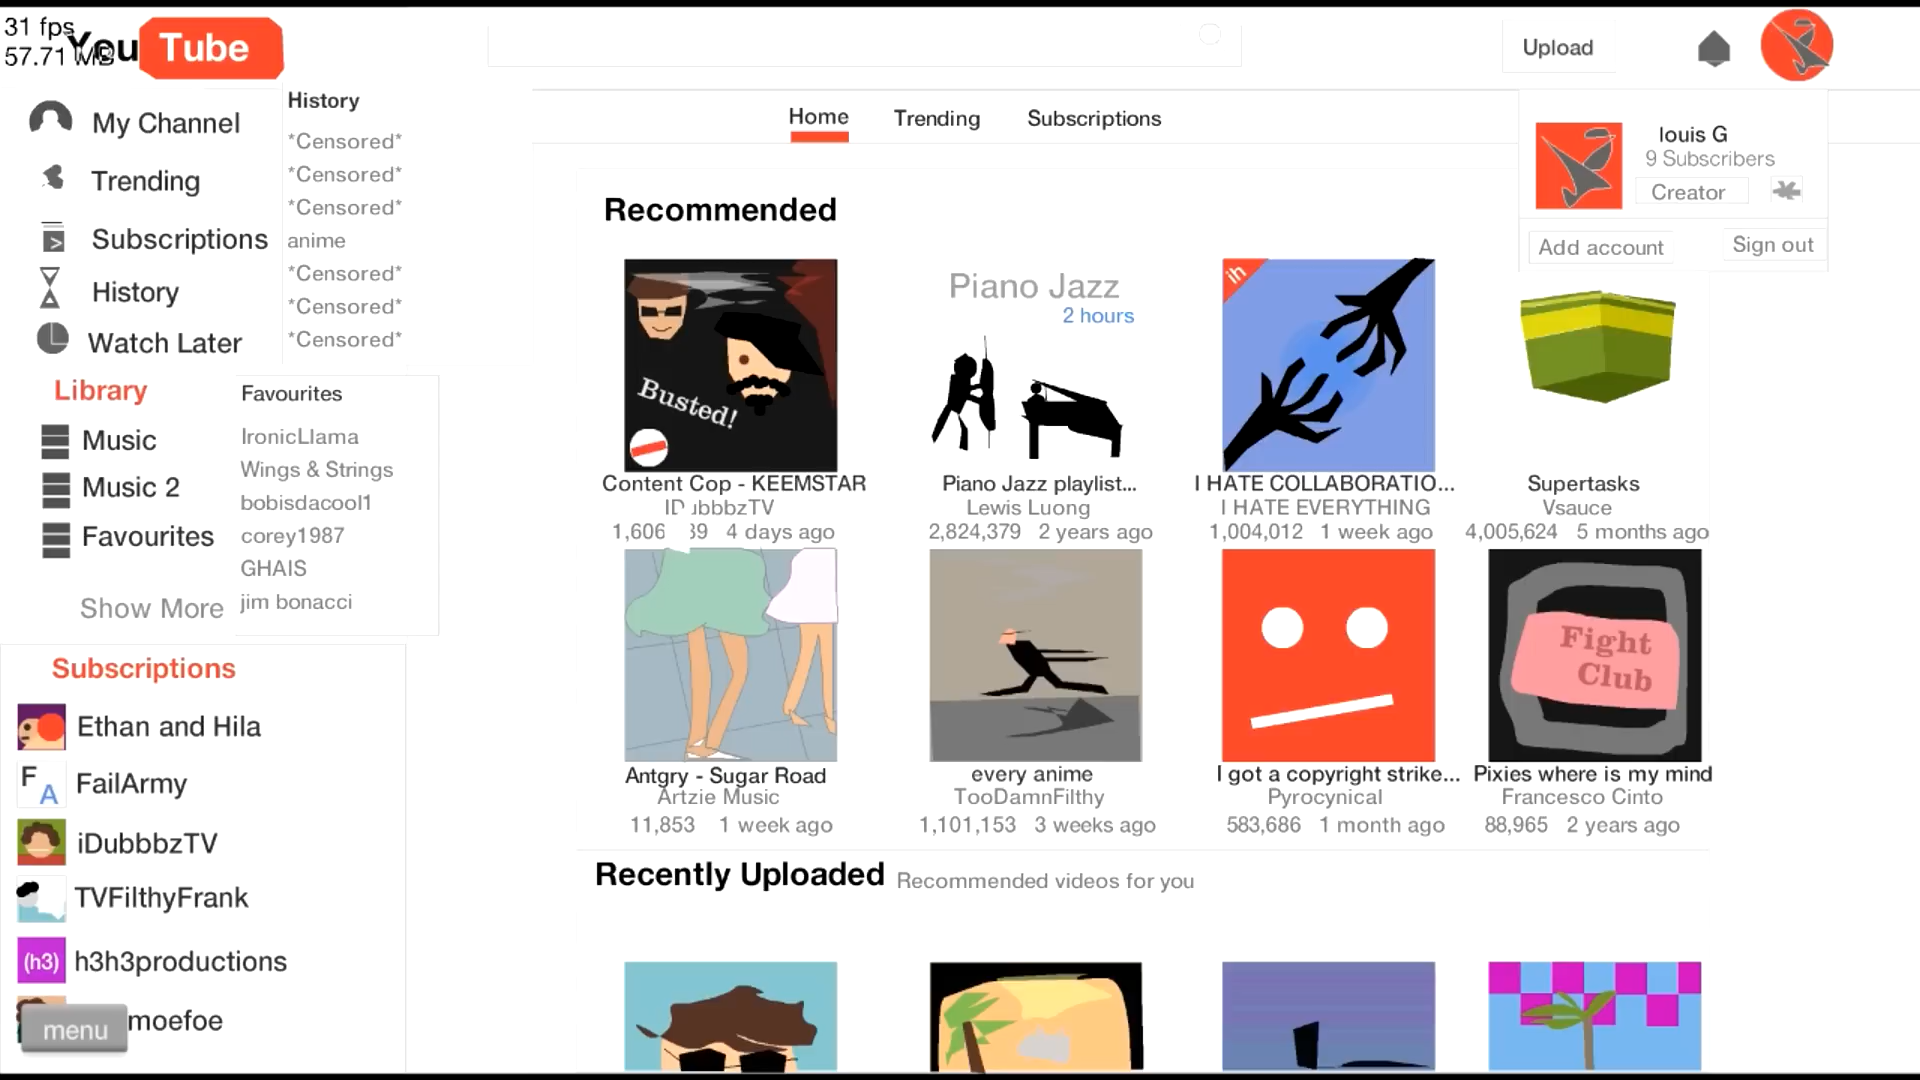 31 fps
57.71 MB
YouTube
Upload
My Channel
Trending
Subscriptions
History
Watch Later
History
*Censored*
*Censored*
*Censored*
anime
*Censored*
*Censored*
*Censored*
Library
Music
Music 2
Favourites
Show More
Favourites
IronicLlama
Wings & Strings
bobisdacool1
corey1987
GHAIS
jim bonacci
Subscriptions
Ethan and Hila
F
A
FailArmy
iDubbbzTV
TVFilthyFrank
(h3)
h3h3productions
moefoe
menu
Home Trending Subscriptions
louis G
9 Subscribers
Creator
Add account
Sign out
Recommended
Busted!
Content Cop - KEEMSTAR
1,606 39 4 days ago
Piano Jazz
2 hours
Piano Jazz playlist...
Lewis Luong
2,824,379 2 years ago
ih
I HATE COLLABORATIO...
I HATE EVERYTHING
1,004,012 1 week ago
Supertasks
Vsauce
4,005,624 5 months ago
Antgry - Sugar Road
Artzie Music
11,853 1 week ago
every anime
TooDamnFilthy
1,101,153 3 weeks ago
I got a copyright strike...
Pyrocynical
583,686 1 month ago
Fight
Club
Pixies where is my mind
Francesco Cinto
88,965 2 years ago
Recently Uploaded Recommended videos for you